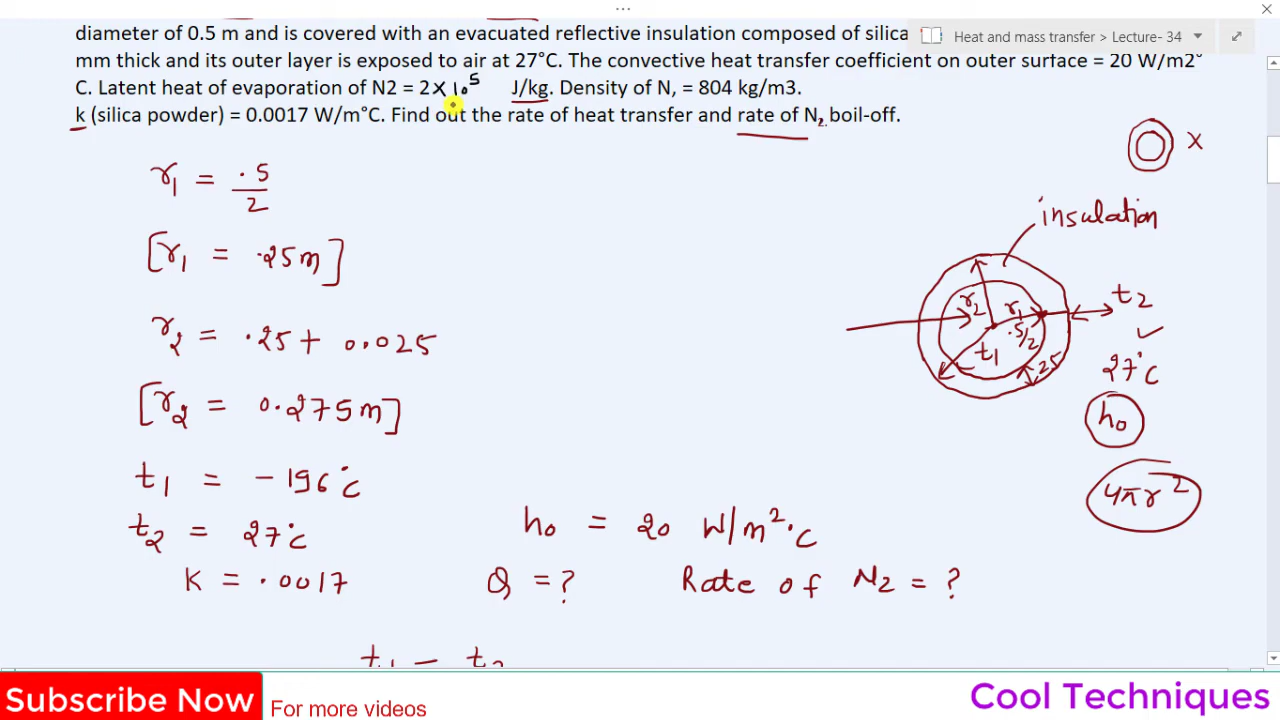 Heat and mass transfer > Lecture- 34
diameter of 0.5 m and is covered with an evacuated reflective insulation composed of silica
mm thick and its outer layer is exposed to air at 27°C. The convective heat transfer coefficient on outer surface = 20 W/m2°
C. Latent heat of evaporation of N2 = 2×10⁵ J/kg. Density of N, = 804 kg/m3.
k (silica powder) = 0.0017 W/m°C. Find out the rate of heat transfer and rate of N₂ boil-off.
x
r₁ = .5/2
insulation
[r₁ = .25m]
r₂
r₁
.5/2
t₁
25
t₂
27°C
h₀
4πr²
r₂ = .25 + 0.025
[r₂ = 0.275m]
t₁ = -196°c
t₂ = 27°c
h₀ = 20 W/m²°c
K = .0017
Q = ?
Rate of N₂ = ?
t₁ - t₂
Subscribe Now
For more videos
Cool Techniques